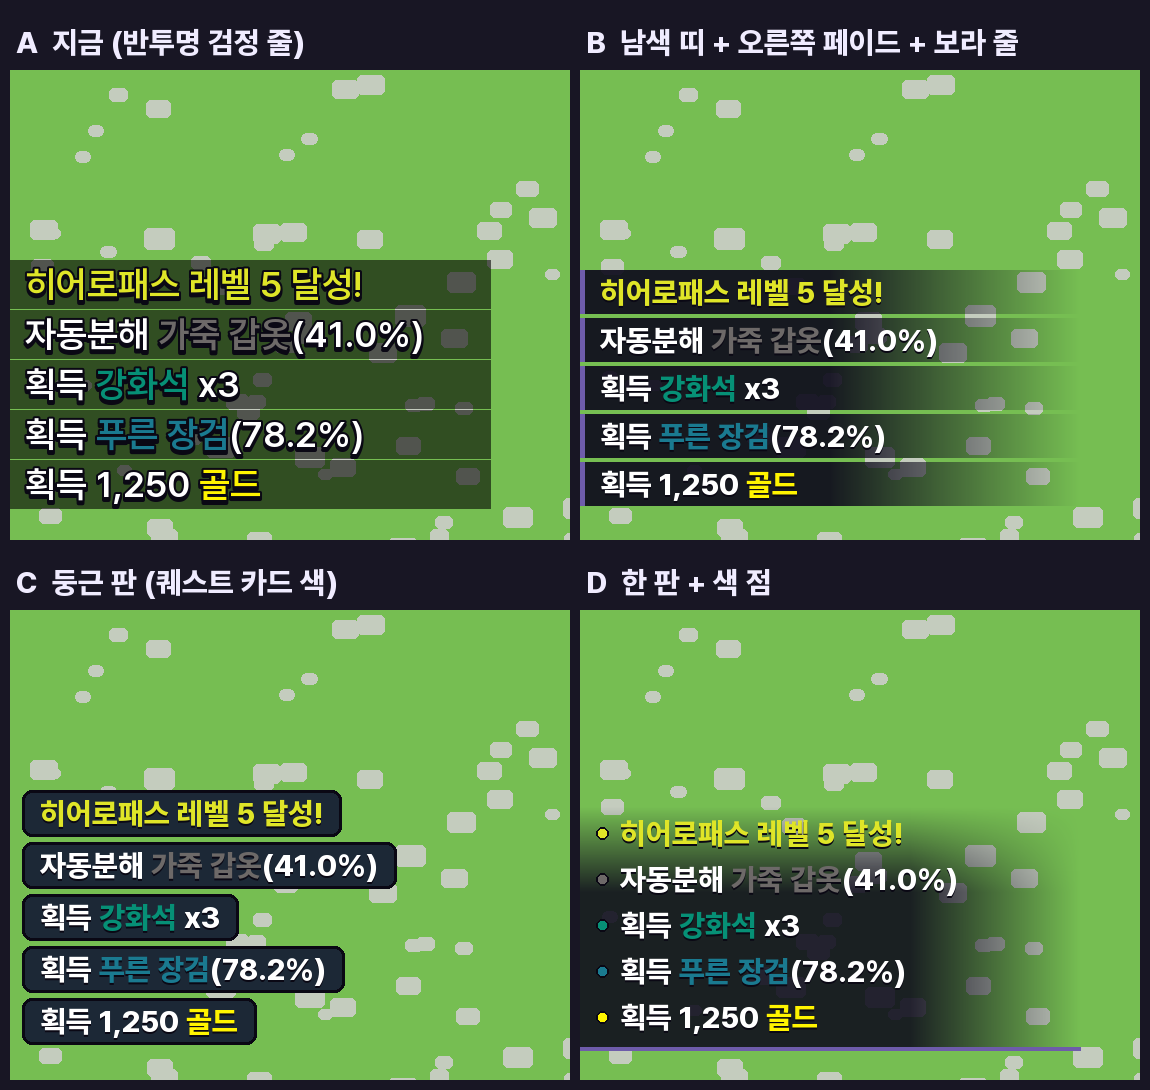 A 지금 (반투명 검정 줄)
히어로패스 레벨 5 달성!
자동분해 가죽 갑옷(41.0%)
획득 강화석 x3
획득 푸른 장검(78.2%)
획득 1,250 골드
B 남색 띠 + 오른쪽 페이드 + 보라 줄
히어로패스 레벨 5 달성!
자동분해 가죽 갑옷(41.0%)
획득 강화석 x3
획득 푸른 장검(78.2%)
획득 1,250 골드
C 둥근 판 (퀘스트 카드 색)
히어로패스 레벨 5 달성!
자동분해 가죽 갑옷(41.0%)
획득 강화석 x3
획득 푸른 장검(78.2%)
획득 1,250 골드
D 한 판 + 색 점
히어로패스 레벨 5 달성!
자동분해 가죽 갑옷(41.0%)
획득 강화석 x3
획득 푸른 장검(78.2%)
획득 1,250 골드